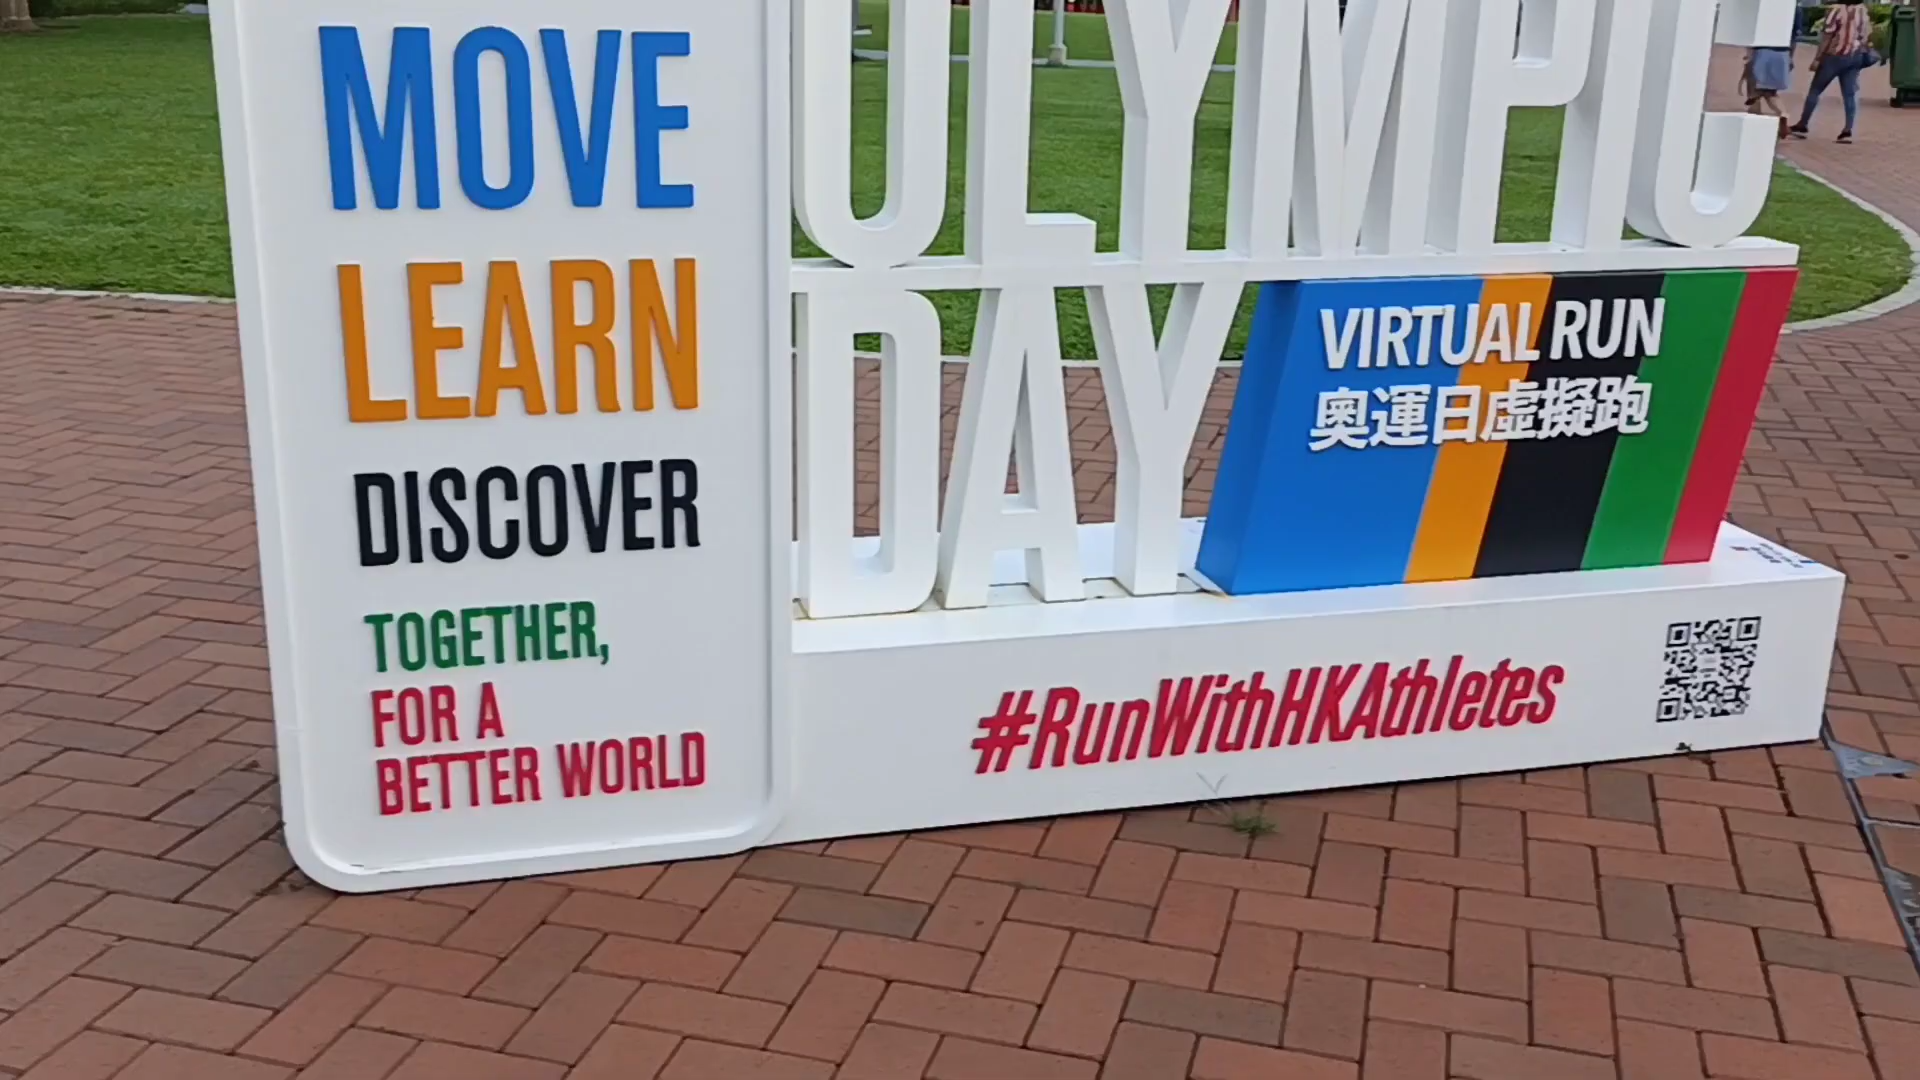 MOVE
LEARN
DISCOVER
TOGETHER,
FOR A
BETTER WORLD
OLYMPIC
DAY
VIRTUAL RUN
奧運日虛擬跑
#RunWithHKAthletes